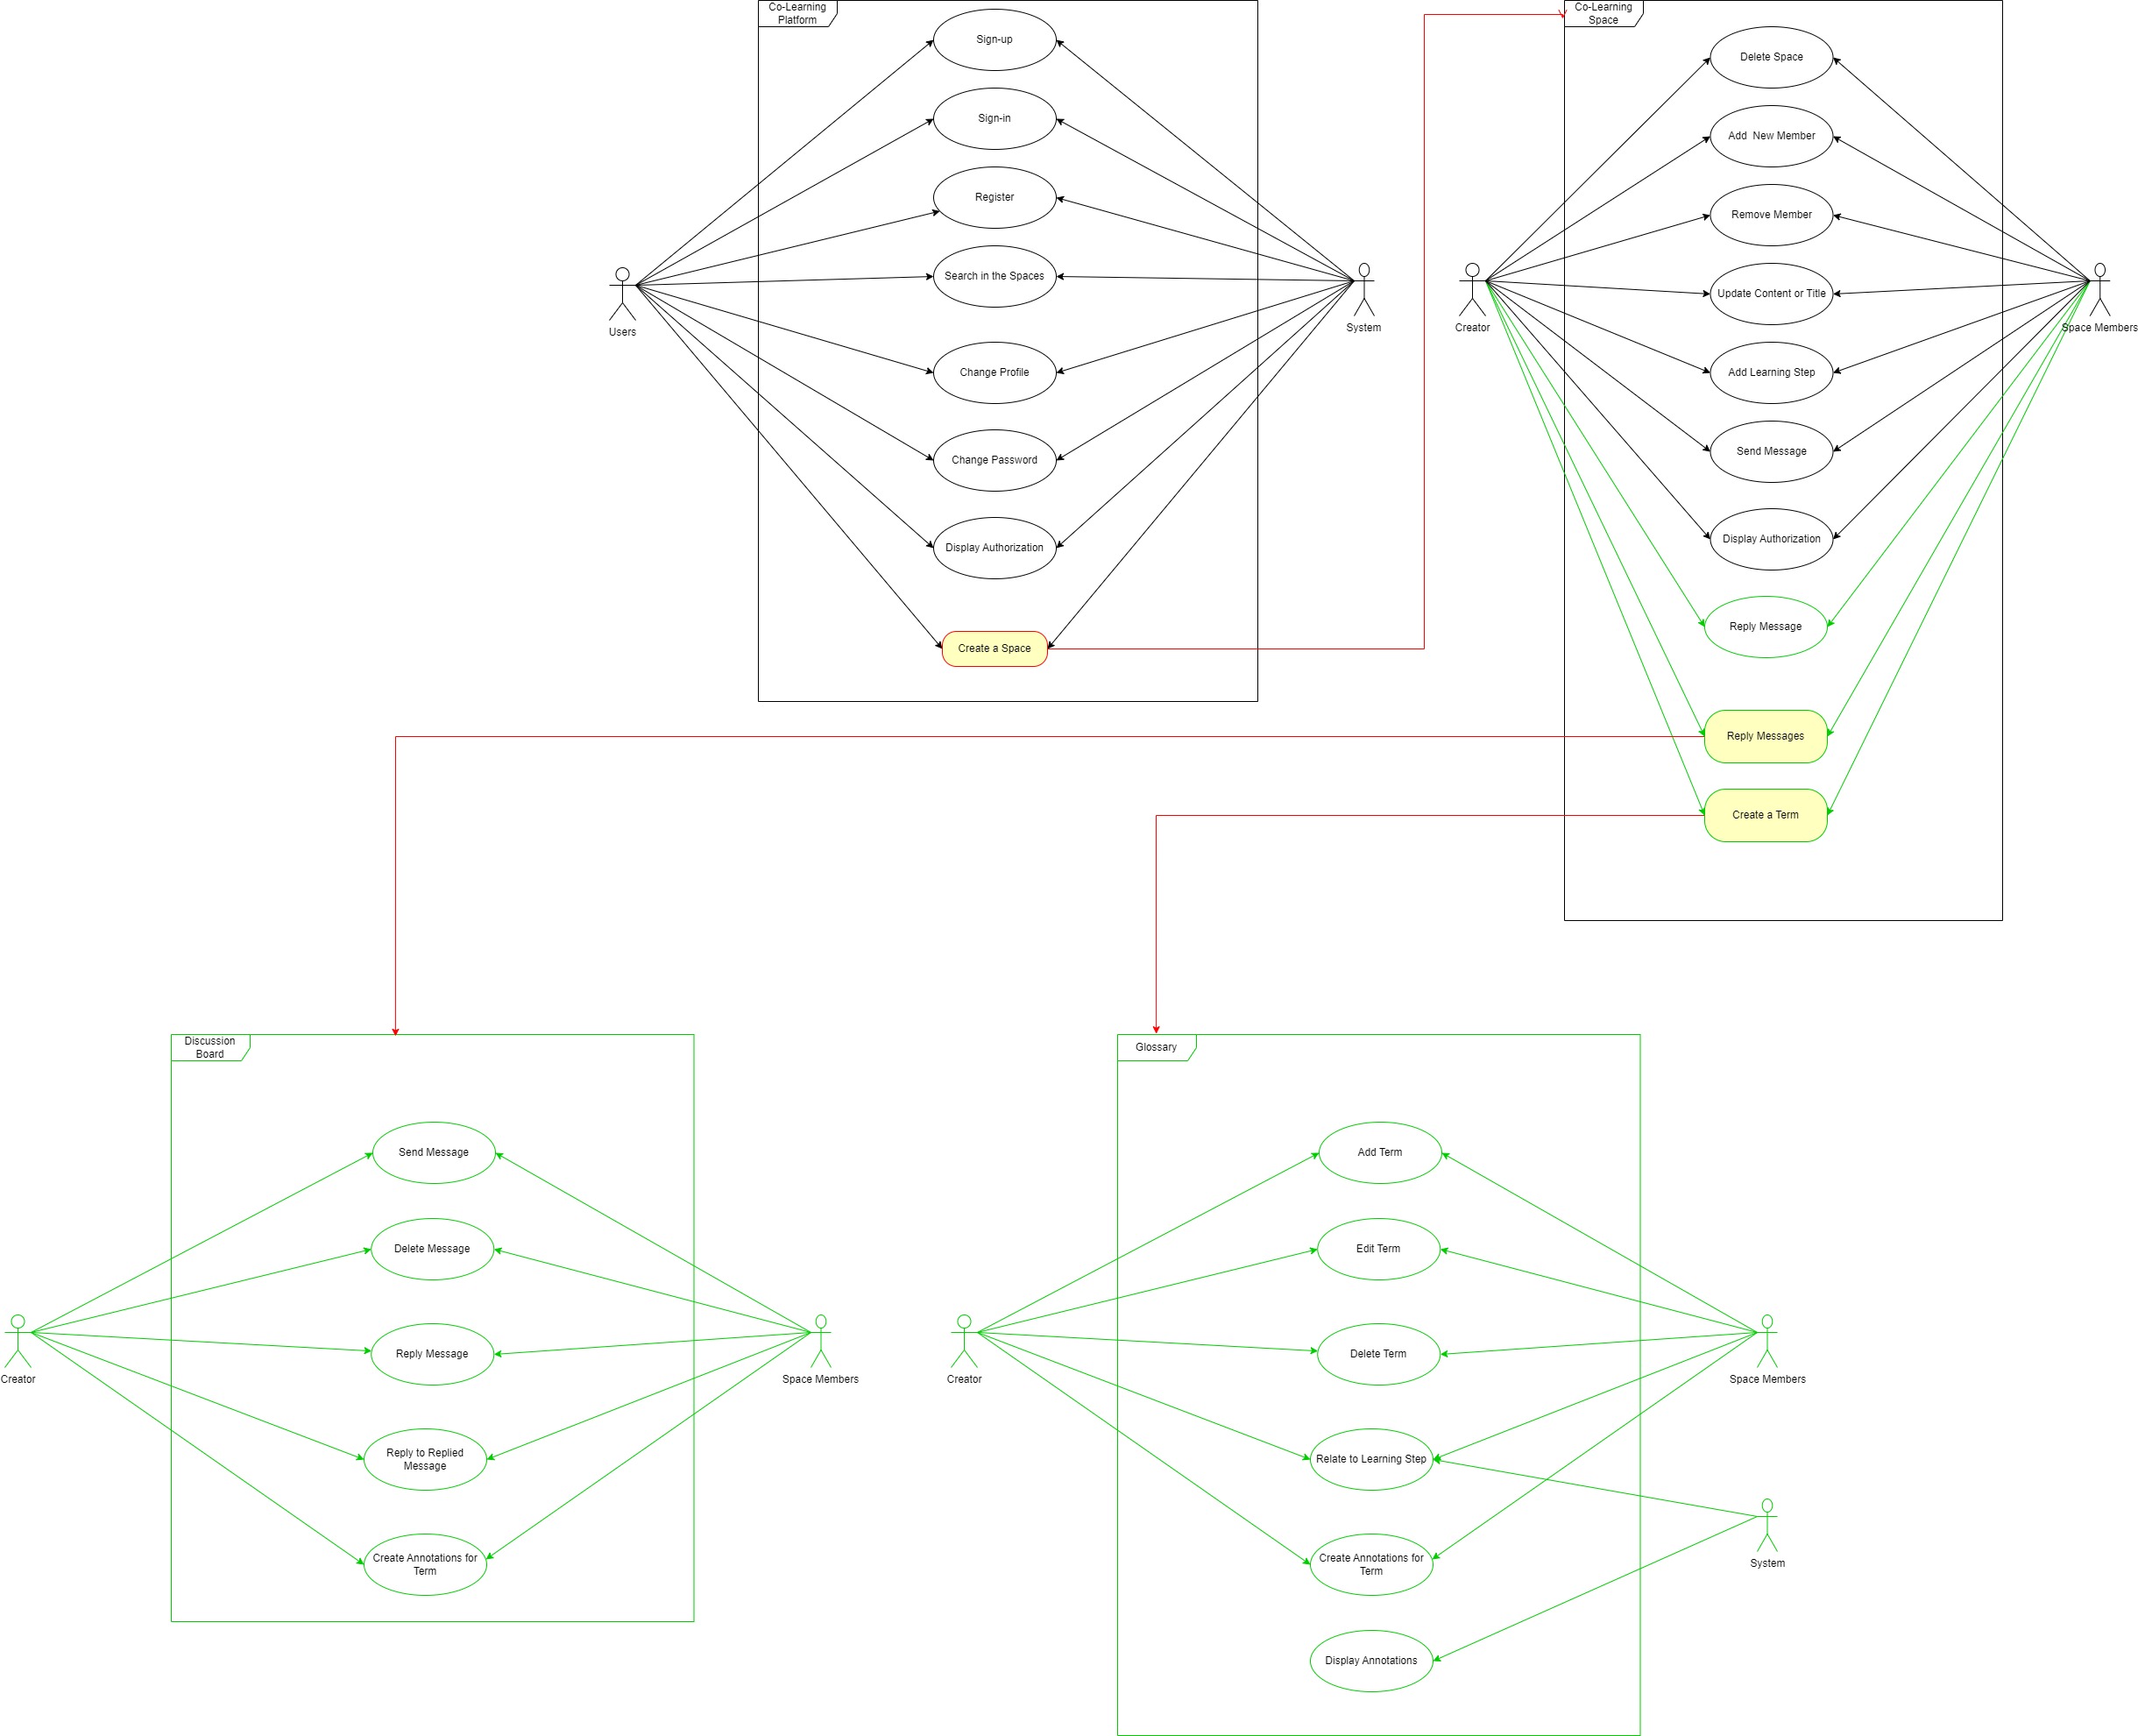 Co-Learning
Platform
Sign-up
Sign-in
Register
Search in the Spaces
Change Profile
Change Password
Display Authorization
Create a Space
Users
System
Co-Learning
Space
Delete Space
Add  New Member
Remove Member
Update Content or Title
Add Learning Step
Send Message
Display Authorization
Reply Message
Reply Messages
Create a Term
Creator
Space Members
Discussion
Board
Send Message
Delete Message
Reply Message
Reply to Replied
Message
Create Annotations for
Term
Creator
Space Members
Glossary
Add Term
Edit Term
Delete Term
Relate to Learning Step
Create Annotations for
Term
Display Annotations
Creator
Space Members
System